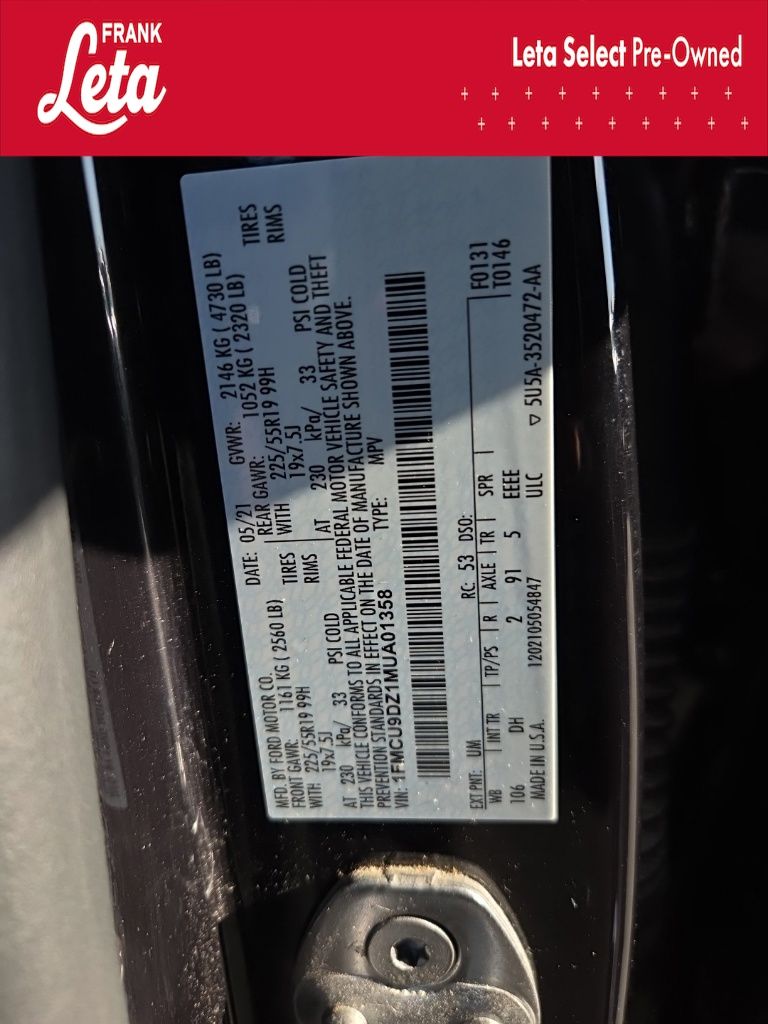 FRANK
Leta
Leta Select Pre-Owned
MFD. BY FORD MOTOR CO.
DATE: 05/21
GVWR: 2146 KG ( 4730 LB)
FRONT GAWR: 1161 KG ( 2560 LB)
REAR GAWR: 1052 KG ( 2320 LB)
WITH 225/55R19 99H TIRES
WITH 225/55R19 99H TIRES
19x7.5J RIMS
19x7.5J RIMS
AT 230 kPa/ 33 PSI COLD
AT 230 kPa/ 33 PSI COLD
THIS VEHICLE CONFORMS TO ALL APPLICABLE FEDERAL MOTOR VEHICLE SAFETY AND THEFT
PREVENTION STANDARDS IN EFFECT ON THE DATE OF MANUFACTURE SHOWN ABOVE.
VIN: 1FMCU9DZ1MUA01358
TYPE: MPV
EXT PNT: UM RC: 53 DSO: F0131
WB INT TR TP/PS R AXLE TR SPR T0146
106 DH 2 91 5 EEEE
MADE IN U.S.A. 1202105054847 ULC ▽ 5U5A-3520472-AA